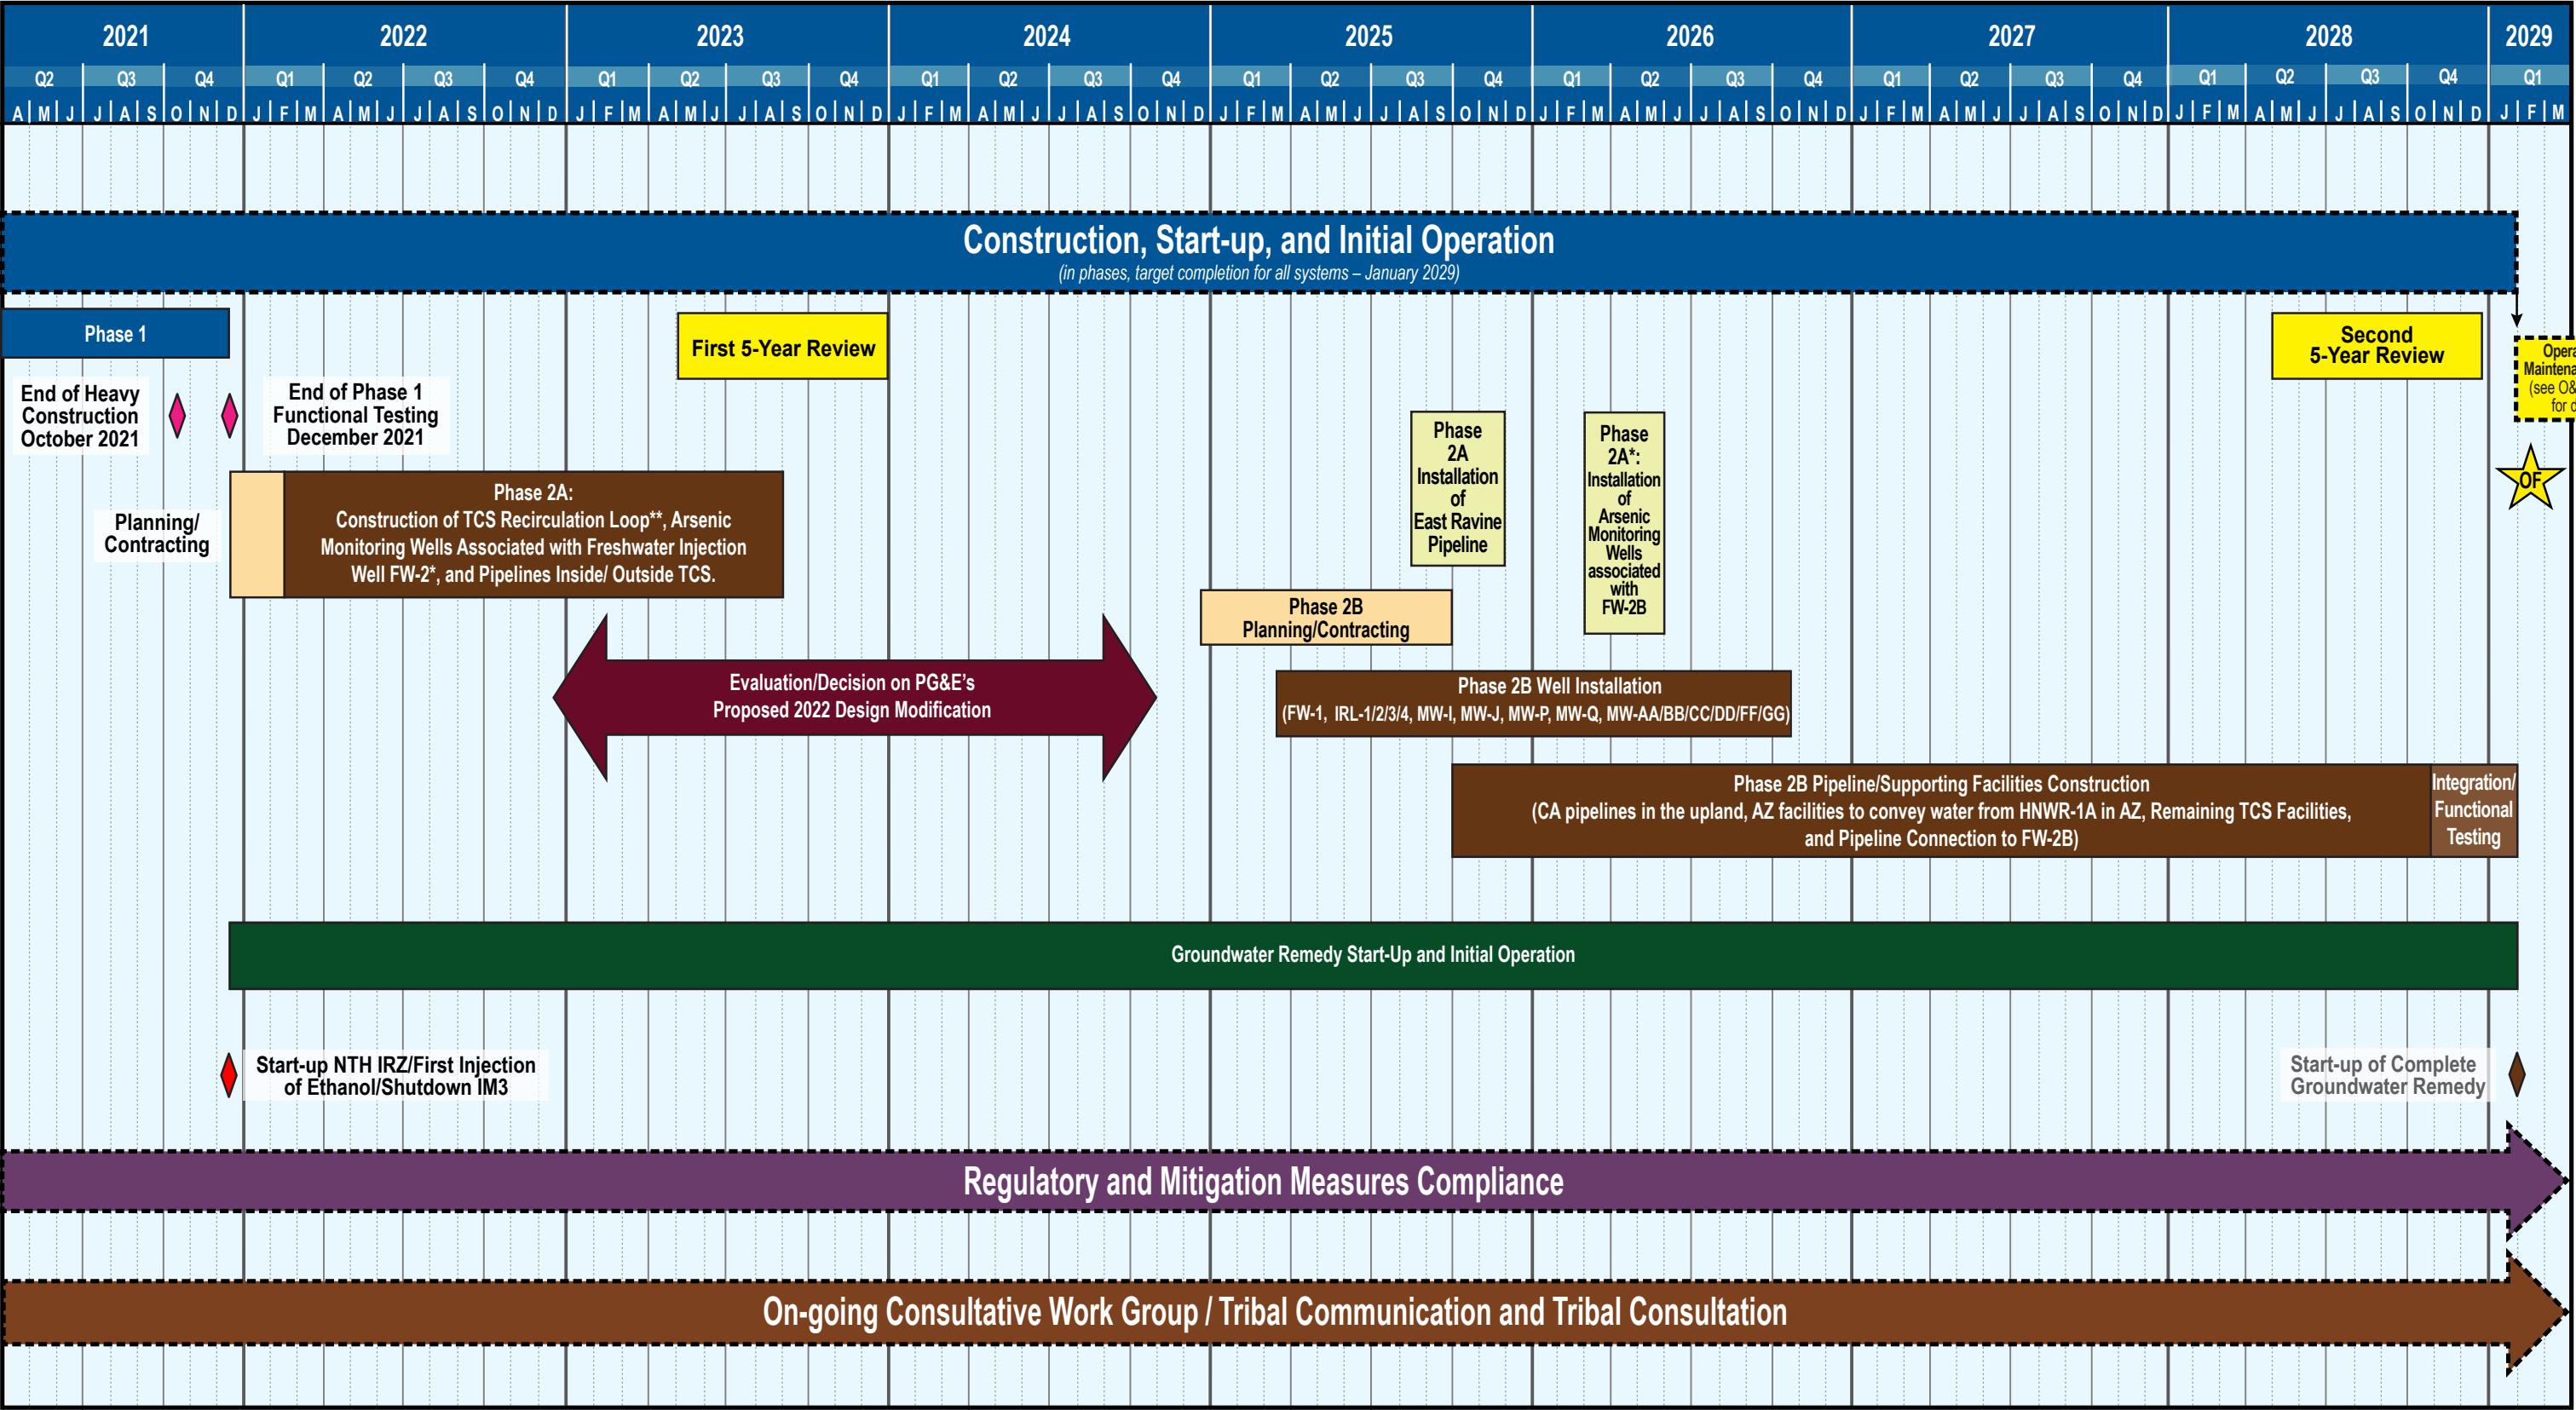 2021 2022 2023 2024 2025 2026 2027 2028 2029
Q2 Q3 Q4 Q1 Q2 Q3 Q4 Q1 Q2 Q3 Q4 Q1 Q2 Q3 Q4 Q1 Q2 Q3 Q4 Q1 Q2 Q3 Q4 Q1 Q2 Q3 Q4 Q1 Q2 Q3 Q4 Q1
A M J J A S O N D J F M A M J J A S O N D J F M A M J J A S O N D J F M A M J J A S O N D J F M A M J J A S O N D J F M A M J J A S O N D J F M A M J J A S O N D J F M A M J J A S O N D J F M
Construction, Start-up, and Initial Operation
(in phases, target completion for all systems – January 2029)
Phase 1
First 5-Year Review
Second
5-Year Review
Opera
Maintena
(see O&
for d
End of Heavy
Construction
October 2021
End of Phase 1
Functional Testing
December 2021
OF
Planning/
Contracting
Phase 2A:
Construction of TCS Recirculation Loop**, Arsenic
Monitoring Wells Associated with Freshwater Injection
Well FW-2*, and Pipelines Inside/ Outside TCS.
Phase
2A
Installation
of
East Ravine
Pipeline
Phase
2A*:
Installation
of
Arsenic
Monitoring
Wells
associated
with
FW-2B
Phase 2B
Planning/Contracting
Evaluation/Decision on PG&E's
Proposed 2022 Design Modification
Phase 2B Well Installation
(FW-1, IRL-1/2/3/4, MW-I, MW-J, MW-P, MW-Q, MW-AA/BB/CC/DD/FF/GG)
Phase 2B Pipeline/Supporting Facilities Construction
(CA pipelines in the upland, AZ facilities to convey water from HNWR-1A in AZ, Remaining TCS Facilities,
and Pipeline Connection to FW-2B)
Integration/
Functional
Testing
Groundwater Remedy Start-Up and Initial Operation
Start-up NTH IRZ/First Injection
of Ethanol/Shutdown IM3
Start-up of Complete
Groundwater Remedy
Regulatory and Mitigation Measures Compliance
On-going Consultative Work Group / Tribal Communication and Tribal Consultation